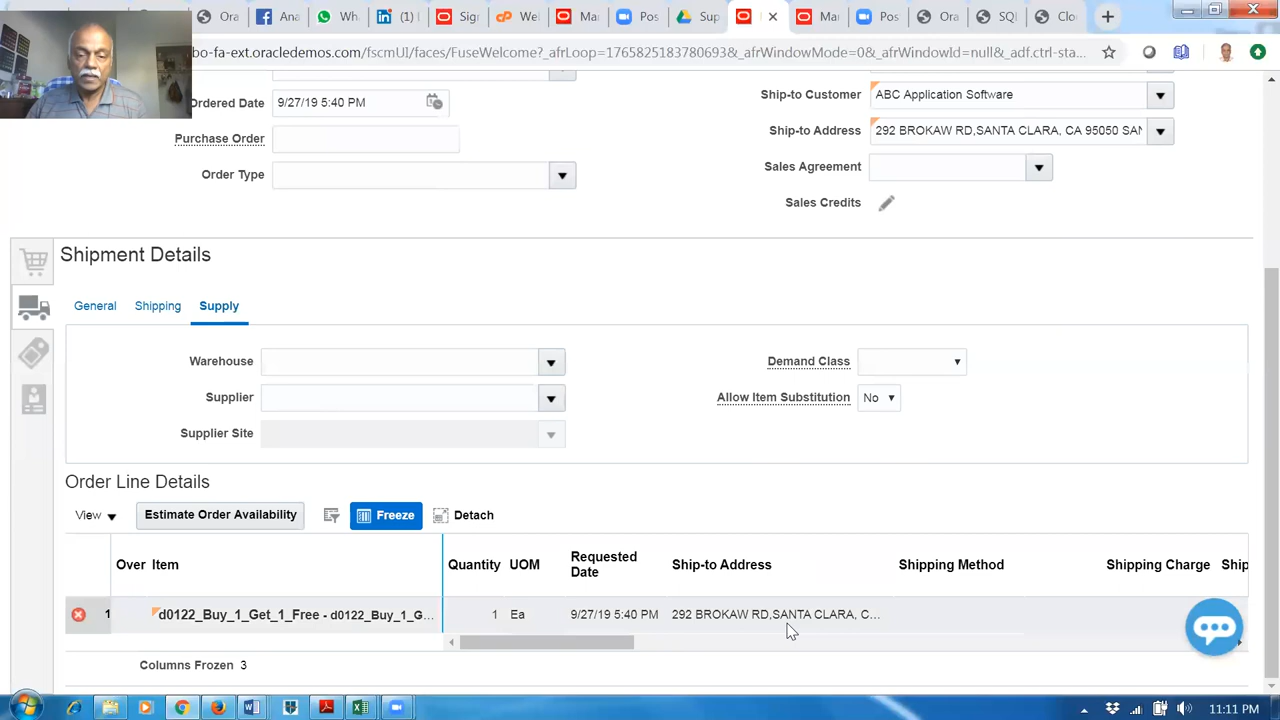 Ora
Ana
Wh
(1)
Sig
We
Ma
Pos
Sup
Ma
Pos
Ora
SQ
Clo
bo-fa-ext.oracledemos.com/fscmUI/faces/FuseWelcome?_afrLoop=1765825183780693&_afrWindowMode=0&_afrWindowId=null&_adf.ctrl-sta...
Ordered Date 9/27/19 5:40 PM
Ship-to Customer ABC Application Software
Purchase Order
Ship-to Address 292 BROKAW RD,SANTA CLARA, CA 95050 SAN
Order Type
Sales Agreement
Sales Credits
Shipment Details
General Shipping Supply
Warehouse
Demand Class
Supplier
Allow Item Substitution No
Supplier Site
Order Line Details
View Estimate Order Availability Freeze Detach
Over Item Quantity UOM Requested Date Ship-to Address Shipping Method Shipping Charge Ship
1 d0122_Buy_1_Get_1_Free - d0122_Buy_1_G... 1 Ea 9/27/19 5:40 PM 292 BROKAW RD,SANTA CLARA, C...
Columns Frozen 3
11:11 PM